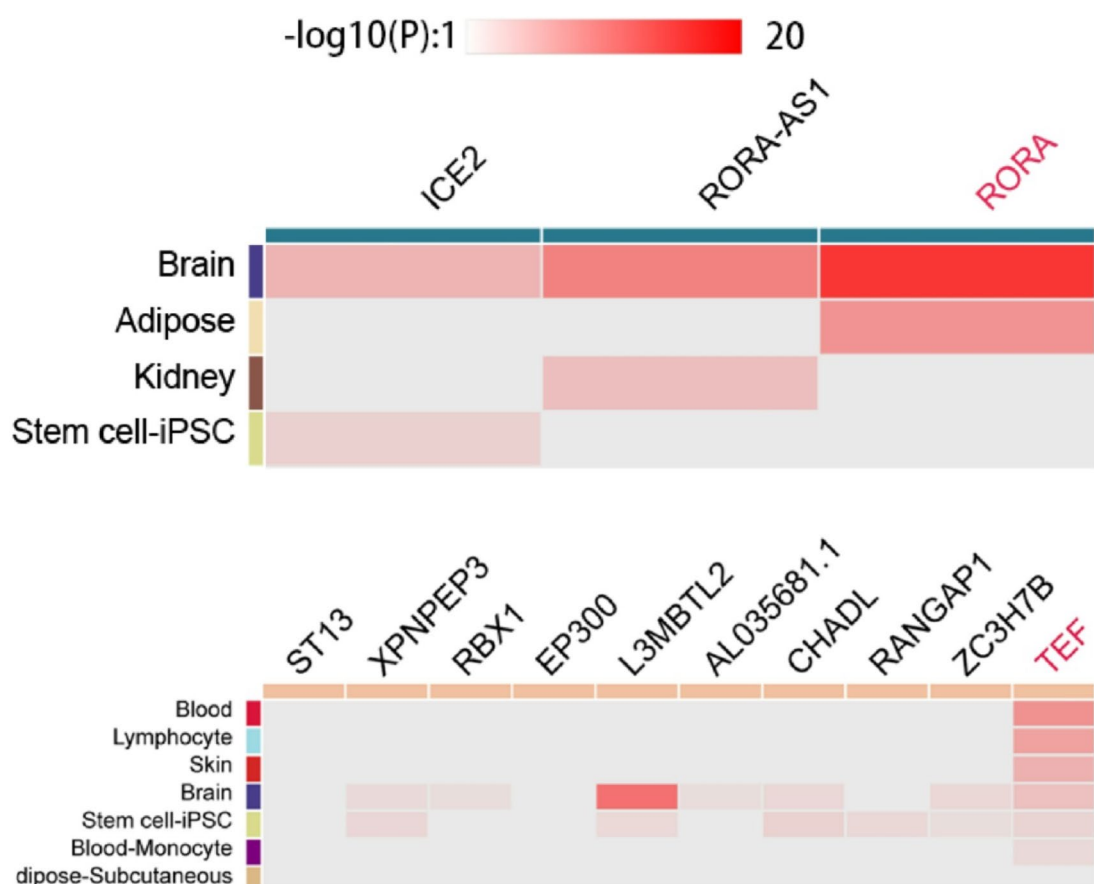 -log10(P):1 20
ICE2 RORA-AS1 RORA
Brain
Adipose
Kidney
Stem cell-iPSC
ST13 XPNPEP3 RBX1 EP300 L3MBTL2 AL035681.1 CHADL RANGAP1 ZC3H7B TEF
Blood
Lymphocyte
Skin
Brain
Stem cell-iPSC
Blood-Monocyte
dipose-Subcutaneous